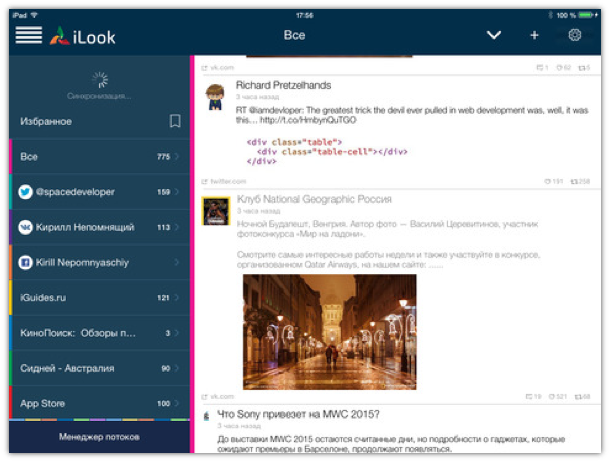 iPad 17:56 100 %
iLook Все +
Синхронизация...
Избранное
Все 775
@spacedeveloper 159
Кирилл Непомнящий 113
Kirill Nepomnyaschiy
iGuides.ru 121
КиноПоиск: Обзоры п... 3
Сидней - Австралия 90
App Store 100
Менеджер потоков
vk.com 1 62 5
Richard Pretzelhands
3 часа назад
RT @iamdevloper: The greatest trick the devil ever pulled in web development was, well, it
was… http://t.co/HmbynQuTGO
<div class="table">
<div class="table-cell"></div>
</div>
twitter.com 191 258
Клуб National Geographic Россия
3 часа назад
Ночной Будапешт, Венгрия. Автор фото — Василий Церевитинов, участник
фотоконкурса «Мир на ладони».
Смотрите самые интересные работы недели и также участвуйте в конкурсе,
организованном Qatar Airways, на нашем сайте: ......
vk.com 19 521 68
Что Sony привезет на MWC 2015?
3 часа назад
До выставки MWC 2015 остаются считанные дни, но подробности о гаджетах, которые
ожидают премьеры в Барселоне, продолжают появляться.